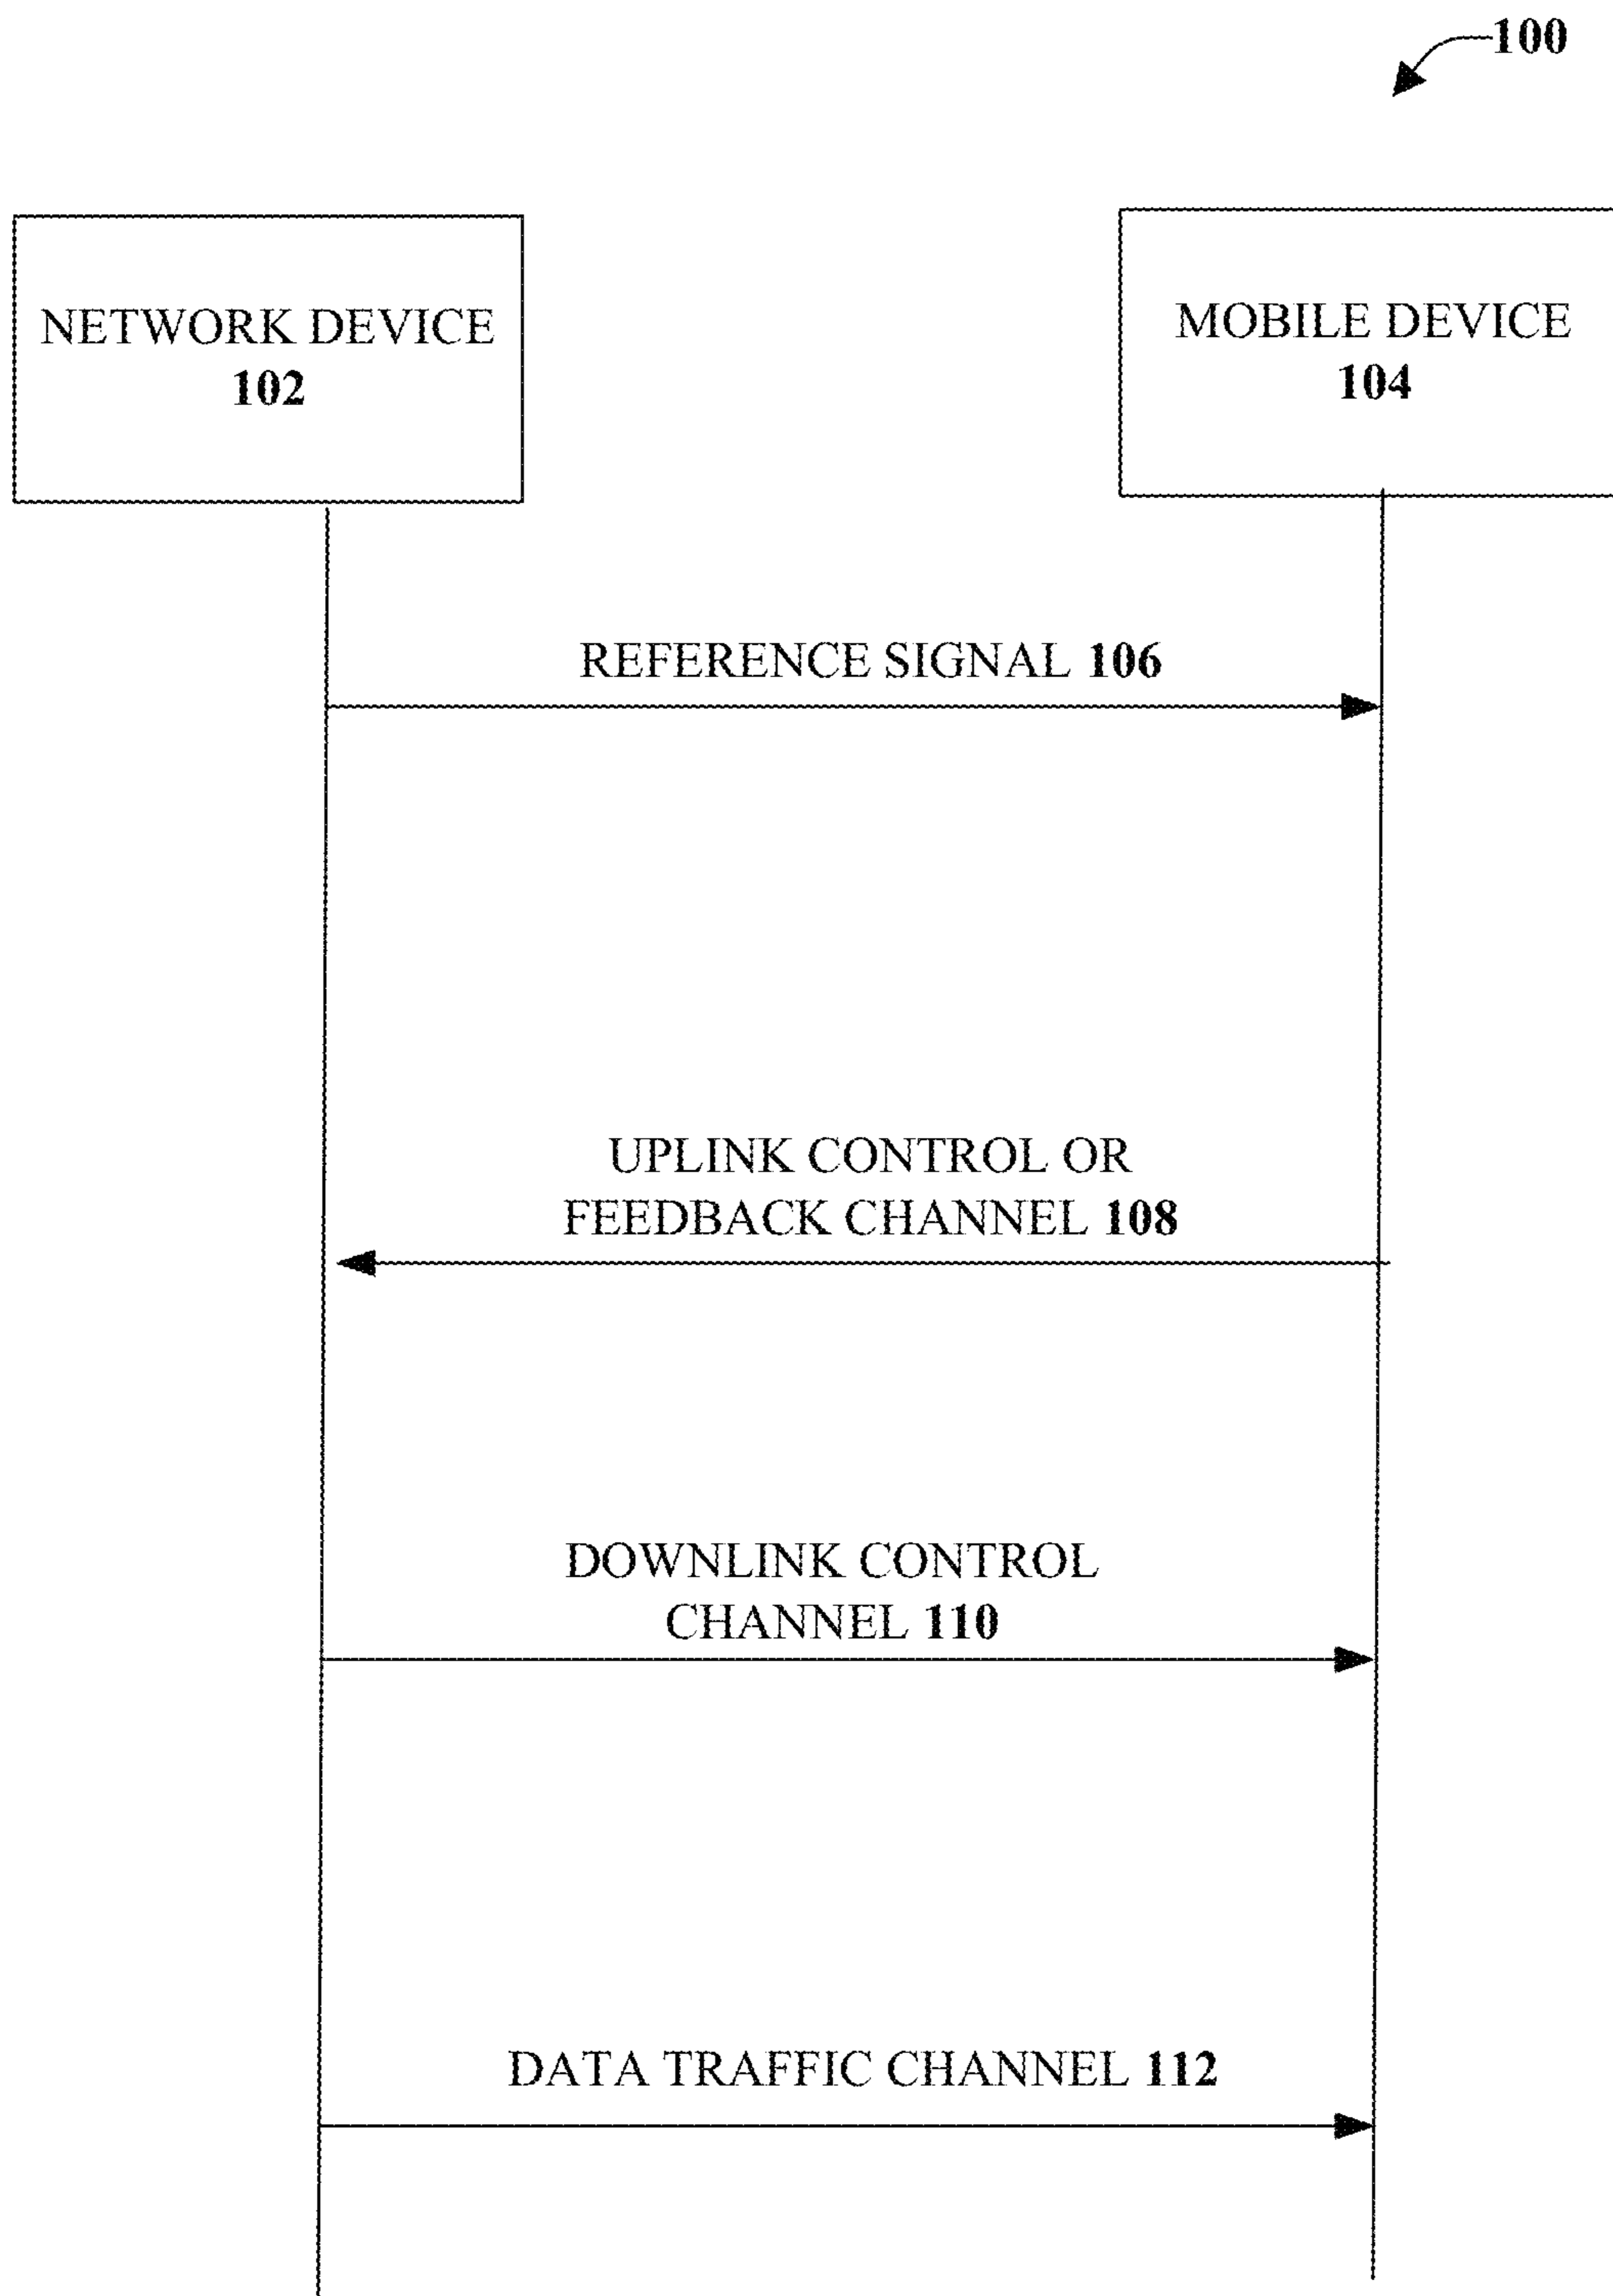 100
NETWORK DEVICE
102
MOBILE DEVICE
104
REFERENCE SIGNAL 106
UPLINK CONTROL OR
FEEDBACK CHANNEL 108
DOWNLINK CONTROL
CHANNEL 110
DATA TRAFFIC CHANNEL 112